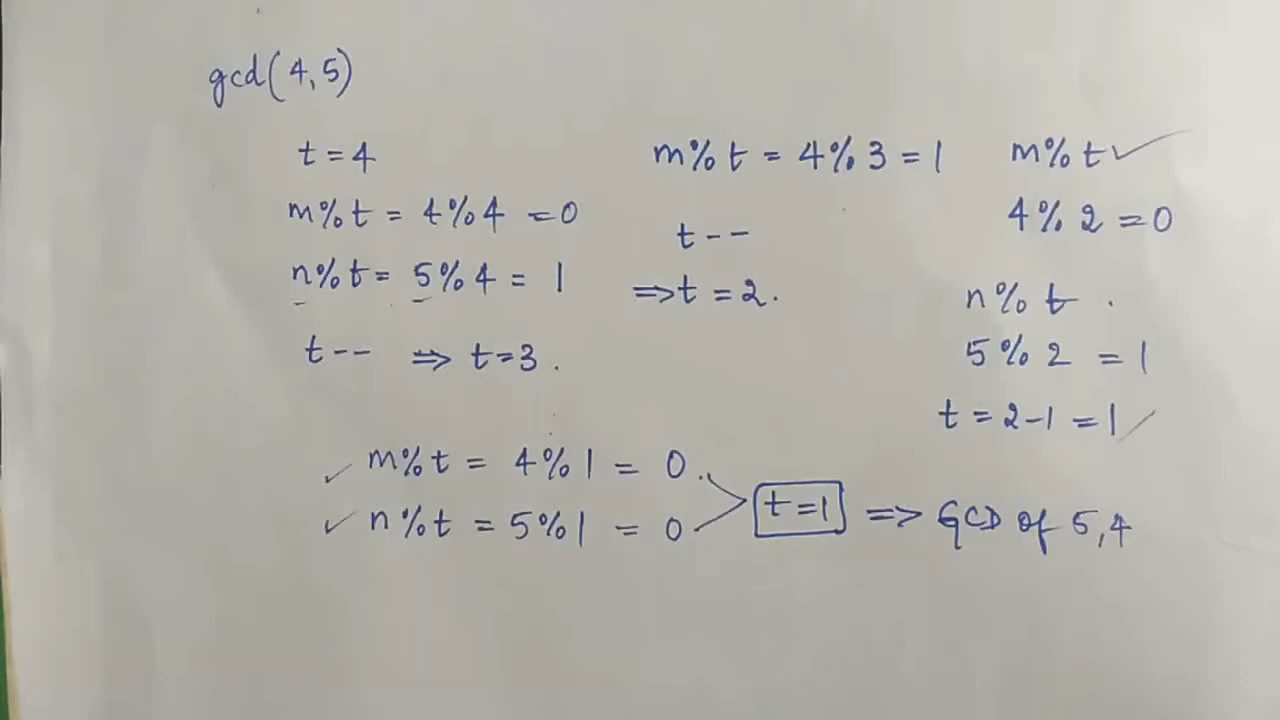 gcd(4,5)
t = 4
m% t = 4%4 = 0
n% t = 5%4 = 1
t-- ⇒ t=3.
m% t = 4% 3 = 1
t--
⇒ t = 2.
m% t ✓
4% 2 = 0
n% t .
5% 2 = 1
t = 2-1 = 1 ✓
✓ m% t = 4% 1 = 0.
✓ n% t = 5% 1 = 0
t=1 ⇒ GCD of 5,4